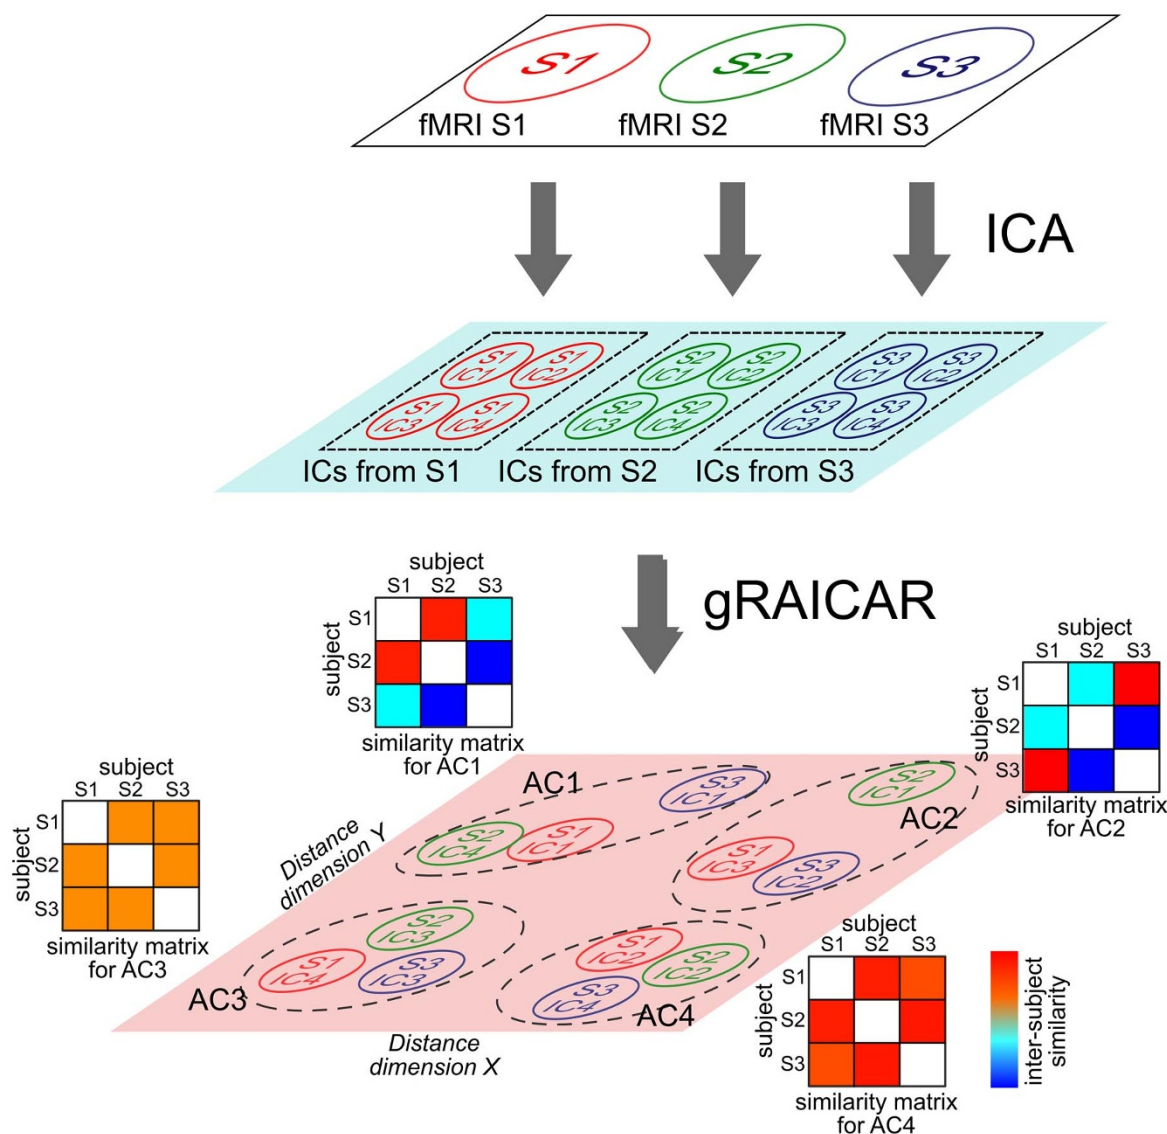 S1
S2
S3
fMRI S1
fMRI S2
fMRI S3
ICA
S1
IC1
S1
IC2
S1
IC3
S1
IC4
S2
IC1
S2
IC2
S2
IC3
S2
IC4
S3
IC1
S3
IC2
S3
IC3
S3
IC4
ICs from S1
ICs from S2
ICs from S3
gRAICAR
subject
S1 S2 S3
subject
S1
S2
S3
similarity matrix
for AC1
subject
S1 S2 S3
subject
S1
S2
S3
similarity matrix
for AC2
subject
S1 S2 S3
subject
S1
S2
S3
similarity matrix
for AC3
AC1
S3
IC1
S2
IC4
S1
IC1
AC2
S2
IC1
S1
IC3
S3
IC2
Distance
dimension Y
AC3
S2
IC3
S1
IC4
S3
IC3
AC4
S1
IC2
S2
IC2
S3
IC4
Distance
dimension X
subject
S1 S2 S3
subject
S1
S2
S3
similarity matrix
for AC4
inter-subject
similarity